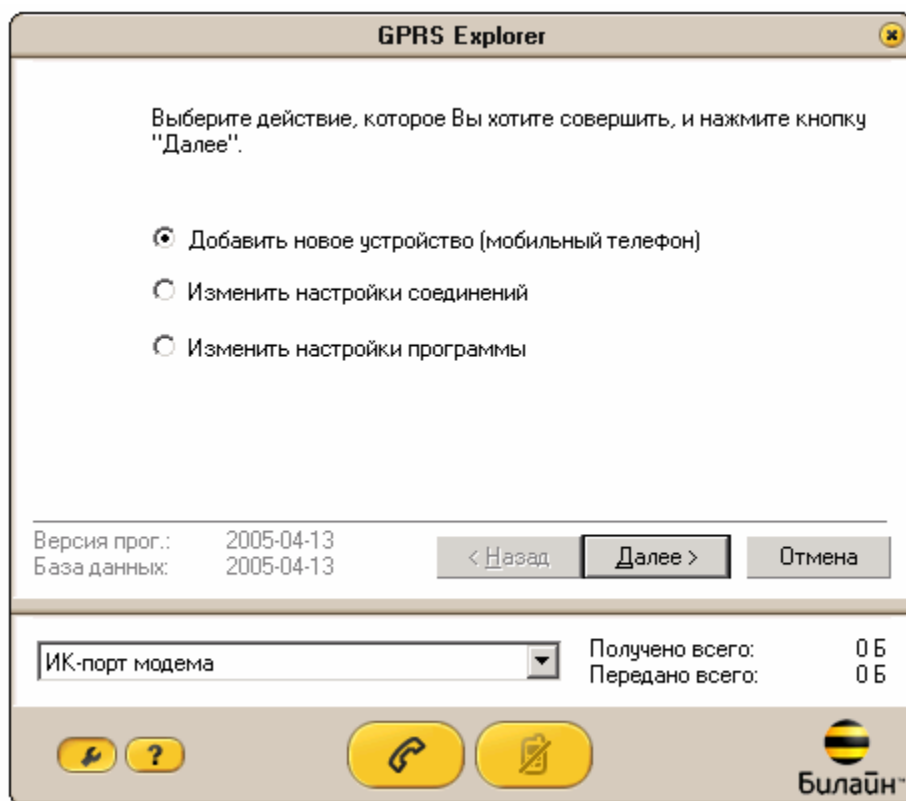 GPRS Explorer
Выберите действие, которое Вы хотите совершить, и нажмите кнопку
"Далее".
Добавить новое устройство (мобильный телефон)
Изменить настройки соединений
Изменить настройки программы
Версия прог.: 2005-04-13
База данных: 2005-04-13
< Назад
Далее >
Отмена
ИК-порт модема
Получено всего: 0 Б
Передано всего: 0 Б
?
Билайн™